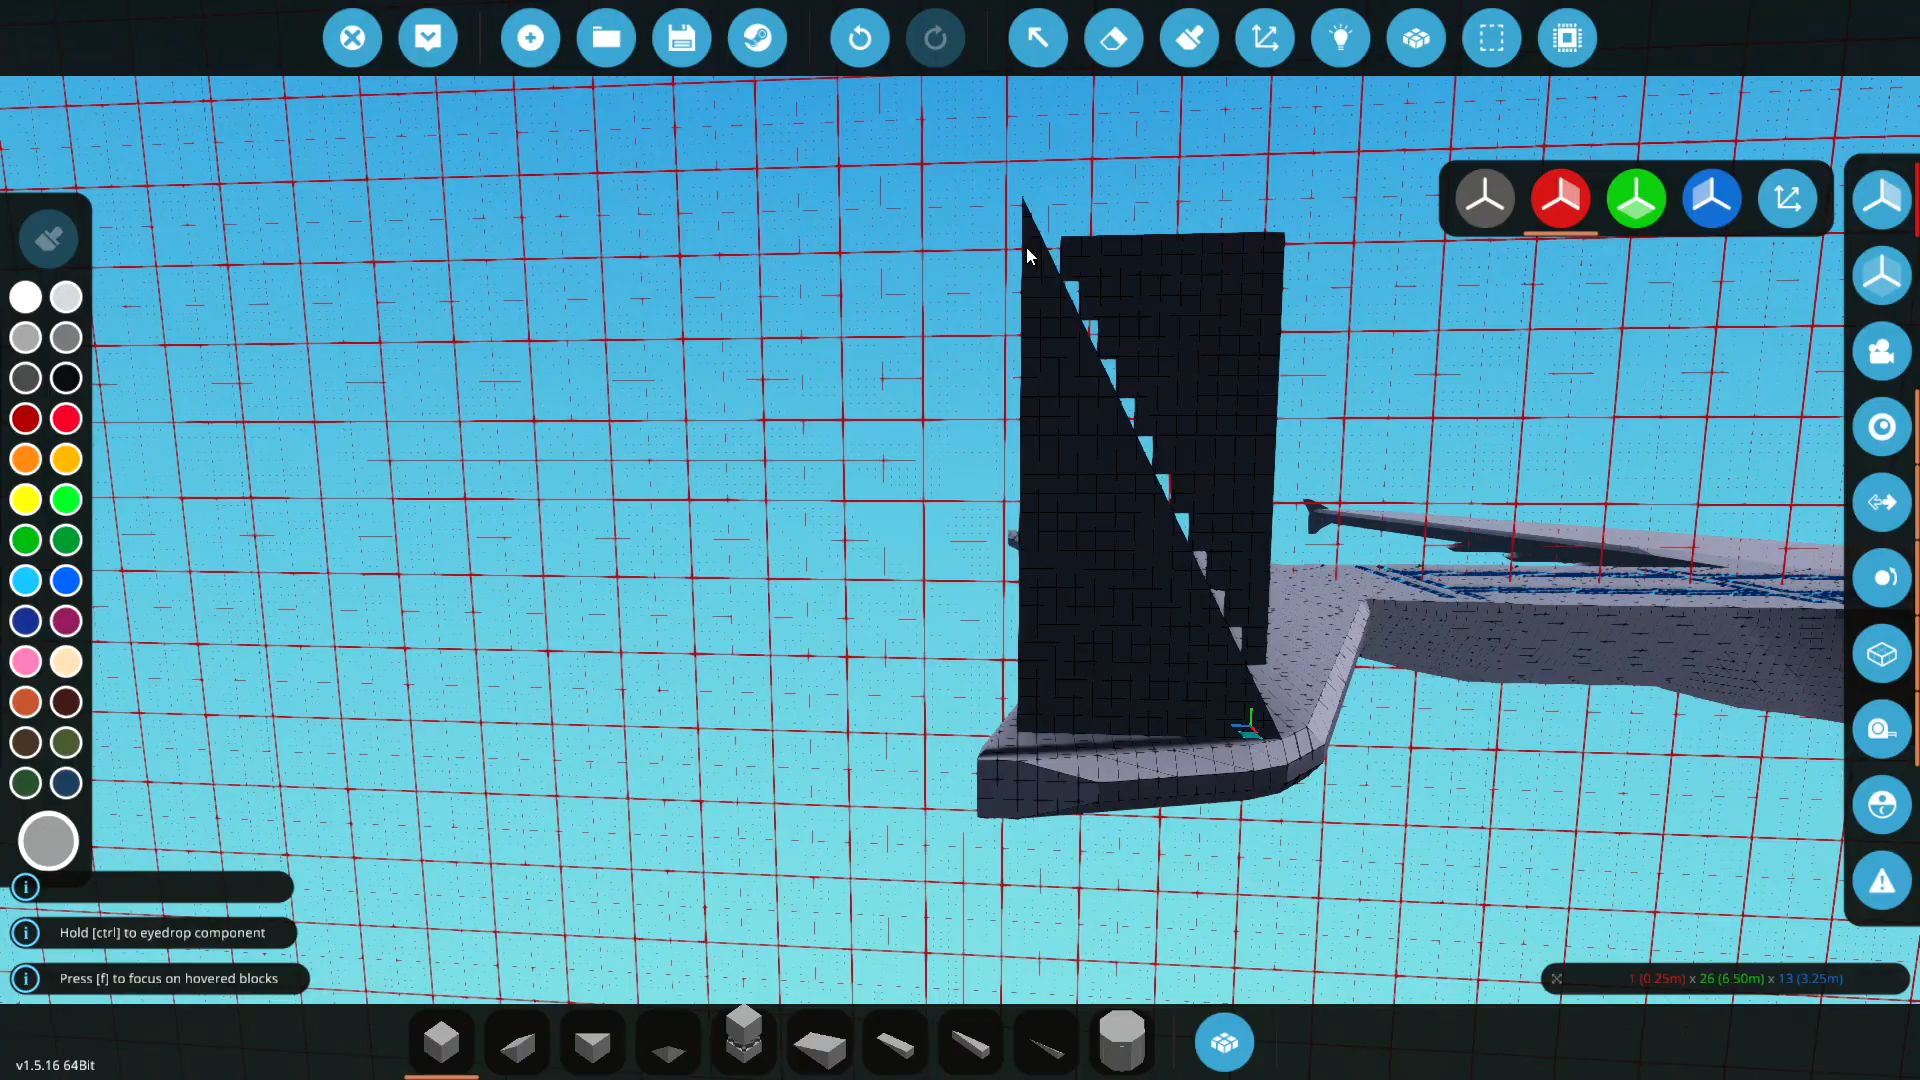 Hold [ctrl] to eyedrop component
Press [f] to focus on hovered blocks
1 (0.25m) x 26 (6.50m) x 13 (3.25m)
v1.5.16 64Bit